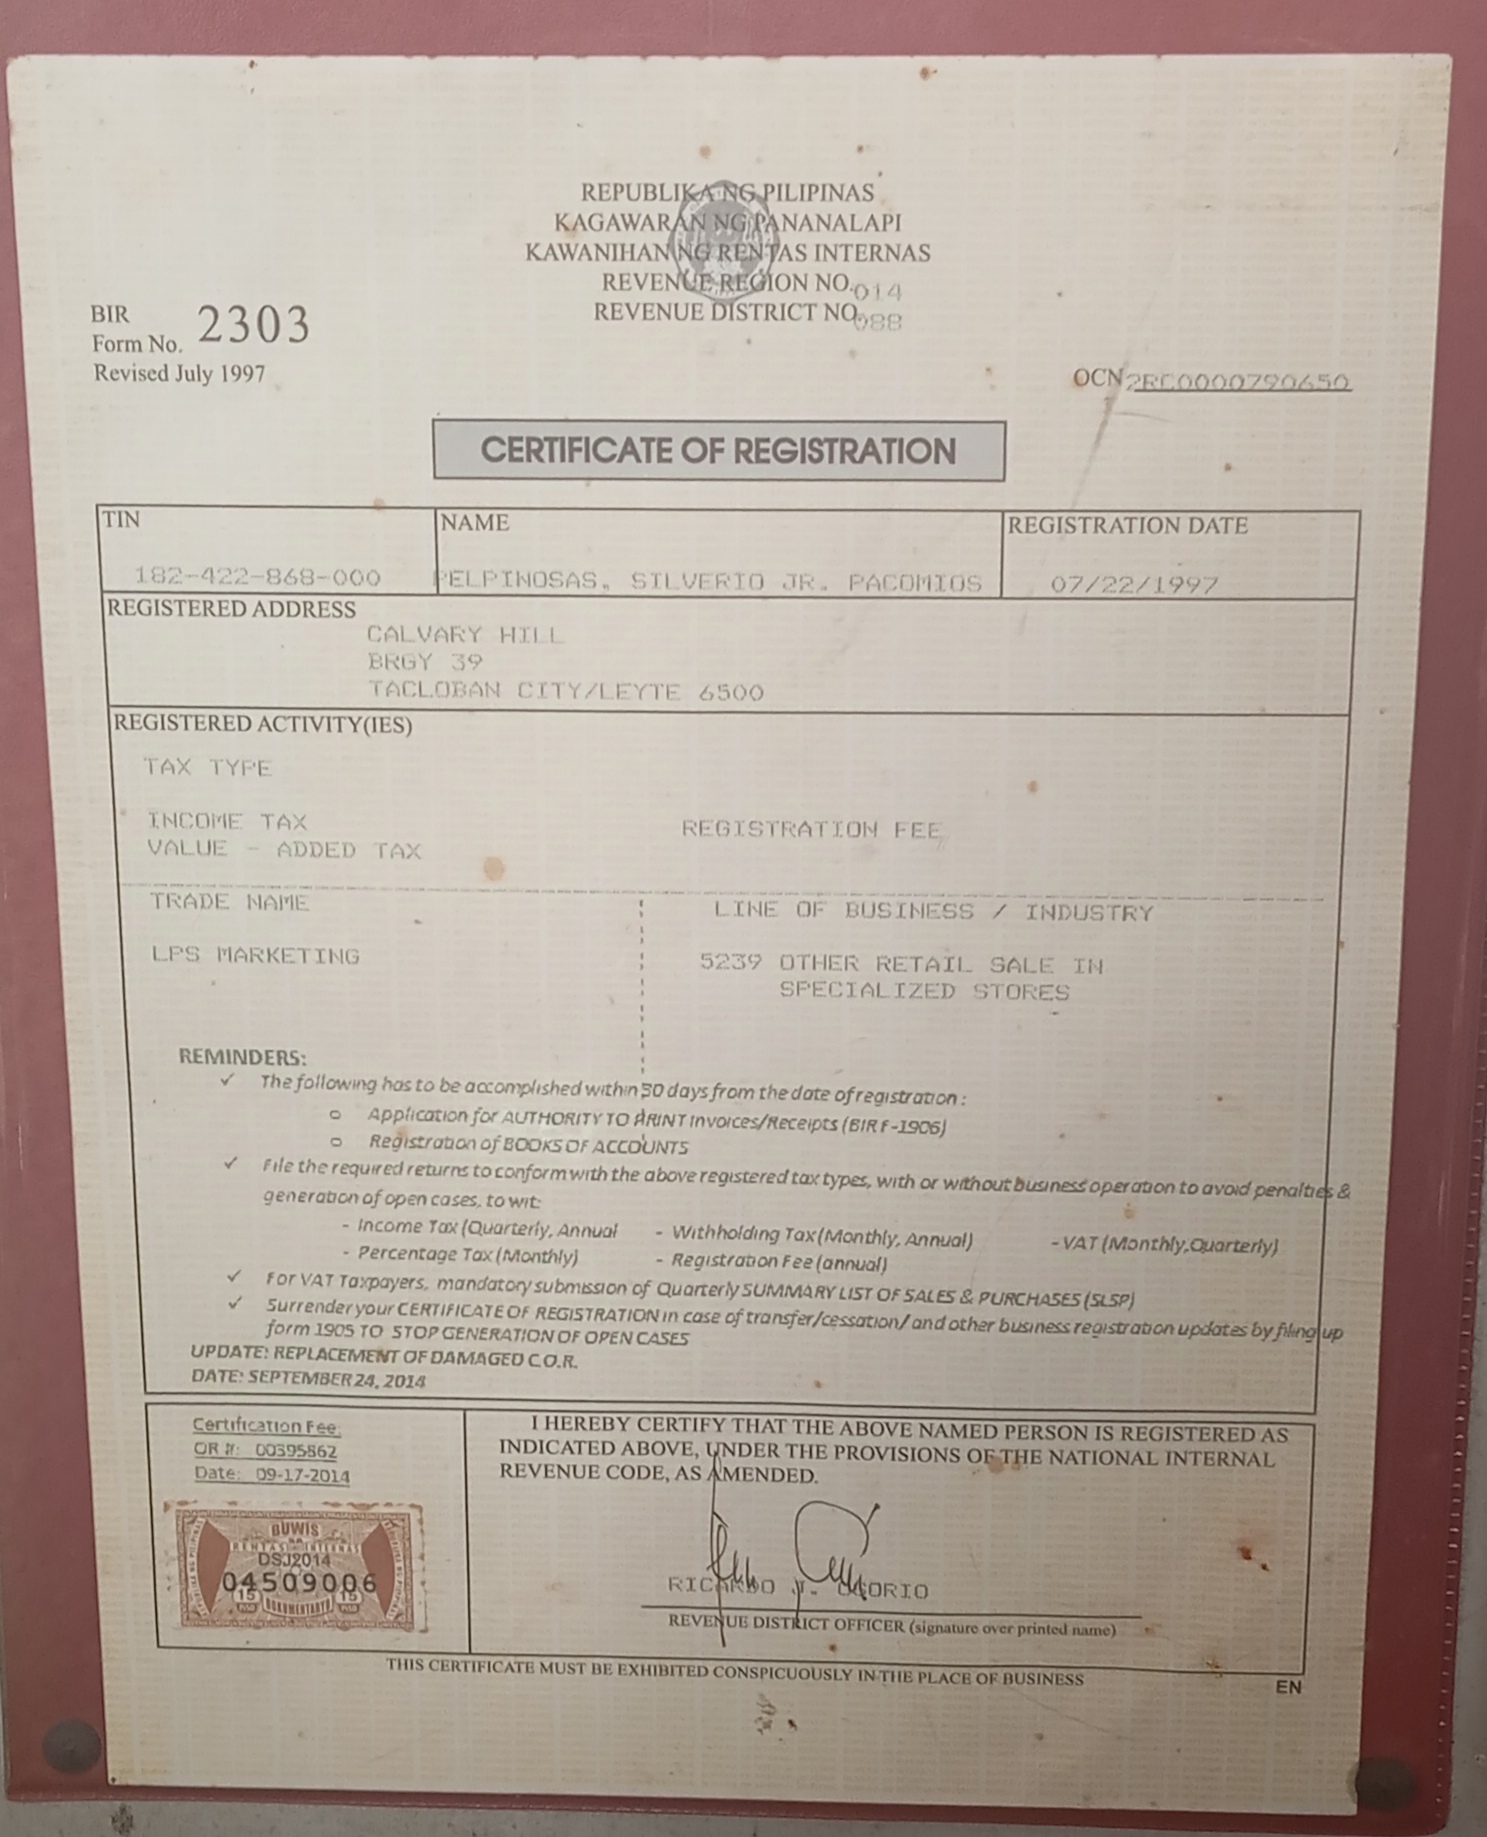 REPUBLIKA NG PILIPINAS
KAGAWARAN NG PANANALAPI
KAWANIHAN NG RENTAS INTERNAS
REVENUE REGION NO. 014
REVENUE DISTRICT NO. 088
BIR
Form No. 2303
Revised July 1997
OCN 2RC0000790650
CERTIFICATE OF REGISTRATION
TIN NAME REGISTRATION DATE
182-422-868-000 PELPINOSAS, SILVERIO JR. PACOMIOS 07/22/1997
REGISTERED ADDRESS
CALVARY HILL
BRGY 39
TACLOBAN CITY/LEYTE 6500
REGISTERED ACTIVITY(IES)
TAX TYPE
INCOME TAX REGISTRATION FEE
VALUE - ADDED TAX
TRADE NAME LINE OF BUSINESS / INDUSTRY
LPS MARKETING 5239 OTHER RETAIL SALE IN
SPECIALIZED STORES
REMINDERS:
✓ The following has to be accomplished within 30 days from the date of registration :
o Application for AUTHORITY TO PRINT Invoices/Receipts (BIR F-1906)
o Registration of BOOKS OF ACCOUNTS
✓ File the required returns to conform with the above registered tax types, with or without business operation to avoid penalties &
generation of open cases, to wit:
- Income Tax (Quarterly, Annual - Withholding Tax (Monthly, Annual) - VAT (Monthly,Quarterly)
- Percentage Tax (Monthly) - Registration Fee (annual)
✓ For VAT Taxpayers, mandatory submission of Quarterly SUMMARY LIST OF SALES & PURCHASES (SLSP)
✓ Surrender your CERTIFICATE OF REGISTRATION in case of transfer/cessation/ and other business registration updates by filing up
form 1905 TO STOP GENERATION OF OPEN CASES
UPDATE: REPLACEMENT OF DAMAGED C.O.R.
DATE: SEPTEMBER 24, 2014
Certification Fee
OR #: 00395862
Date: 09-17-2014
BUWIS
RENTAS INTERNAS
DSJ2014
04509006
15 15
PISO DOKUMENTARYO PISO
I HEREBY CERTIFY THAT THE ABOVE NAMED PERSON IS REGISTERED AS
INDICATED ABOVE, UNDER THE PROVISIONS OF THE NATIONAL INTERNAL
REVENUE CODE, AS AMENDED.
RICARDO OSORIO
REVENUE DISTRICT OFFICER (signature over printed name)
THIS CERTIFICATE MUST BE EXHIBITED CONSPICUOUSLY IN THE PLACE OF BUSINESS
EN